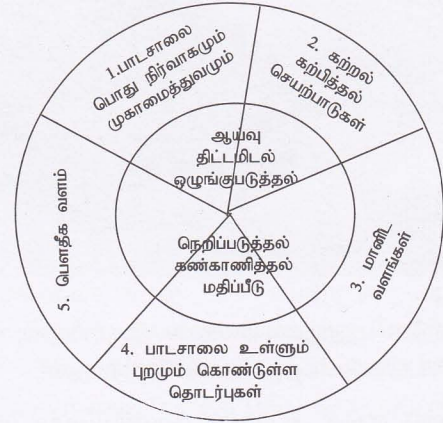 1.பாடசாலை
பொது நிர்வாகமும்
முகாமைத்துவமும்
2. கற்றல்
கற்பித்தல்
செயற்பாடுகள்
ஆய்வு
திட்டமிடல்
ஒழுங்குபடுத்தல்
நெறிப்படுத்தல்
கண்காணித்தல்
மதிப்பீடு
3. மானிட
வளங்கள்
4. பாடசாலை உள்ளும்
புறமும் கொண்டுள்ள
தொடர்புகள்
5. பௌதீக வளம்